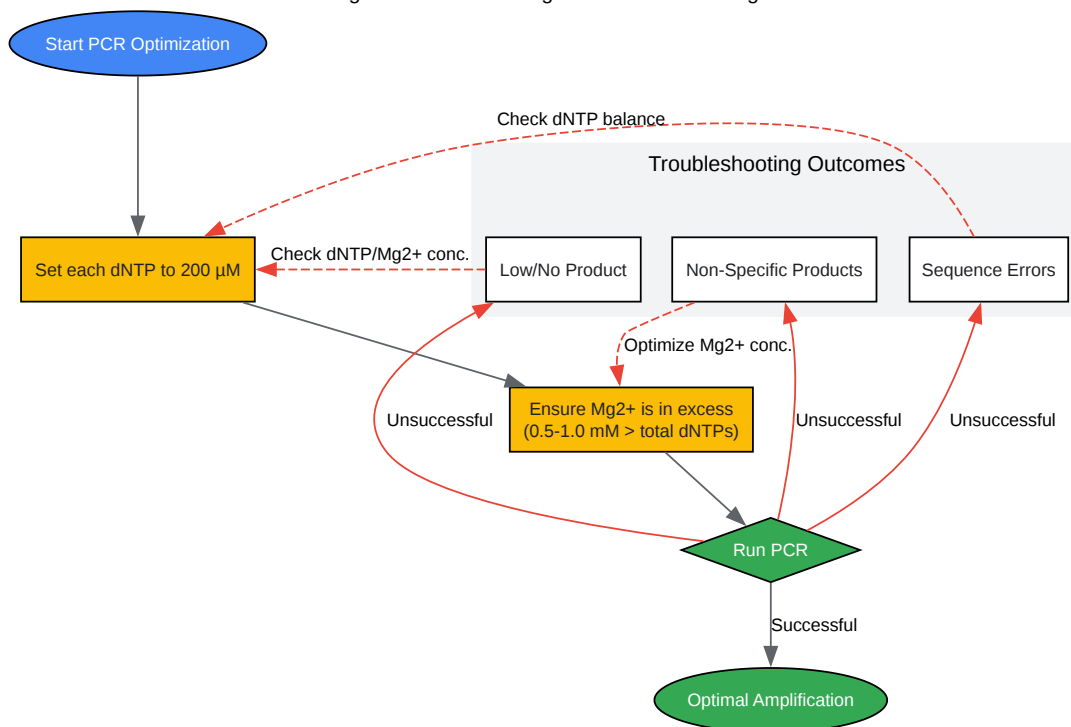 Start PCR Optimization
Check dNTP balance
Troubleshooting Outcomes
Set each dNTP to 200 µM
Check dNTP/Mg2+ conc.
Low/No Product
Non-Specific Products
Sequence Errors
Optimize Mg2+ conc.
Ensure Mg2+ is in excess
(0.5-1.0 mM > total dNTPs)
Unsuccessful
Unsuccessful
Unsuccessful
Run PCR
Successful
Optimal Amplification